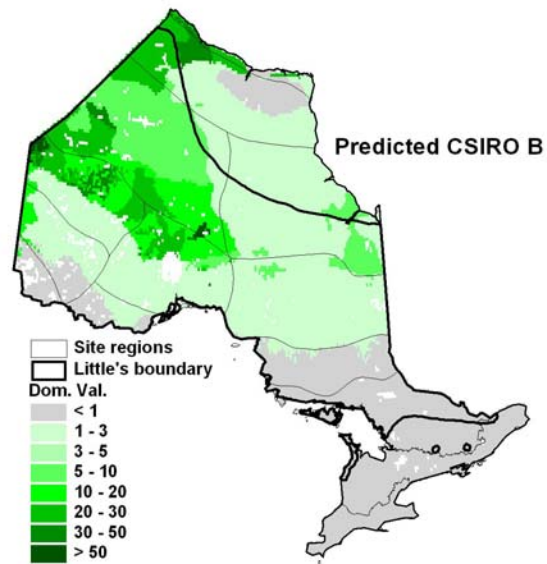 Predicted CSIRO B
Site regions
Little's boundary
Dom. Val.
< 1
1 - 3
3 - 5
5 - 10
10 - 20
20 - 30
30 - 50
> 50